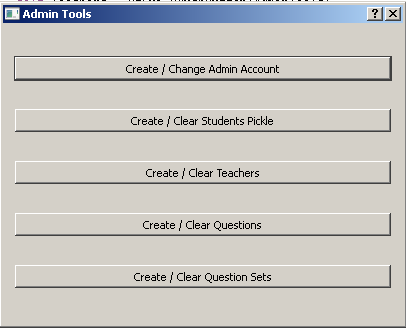 Admin Tools
Create / Change Admin Account
Create / Clear Students Pickle
Create / Clear Teachers
Create / Clear Questions
Create / Clear Question Sets